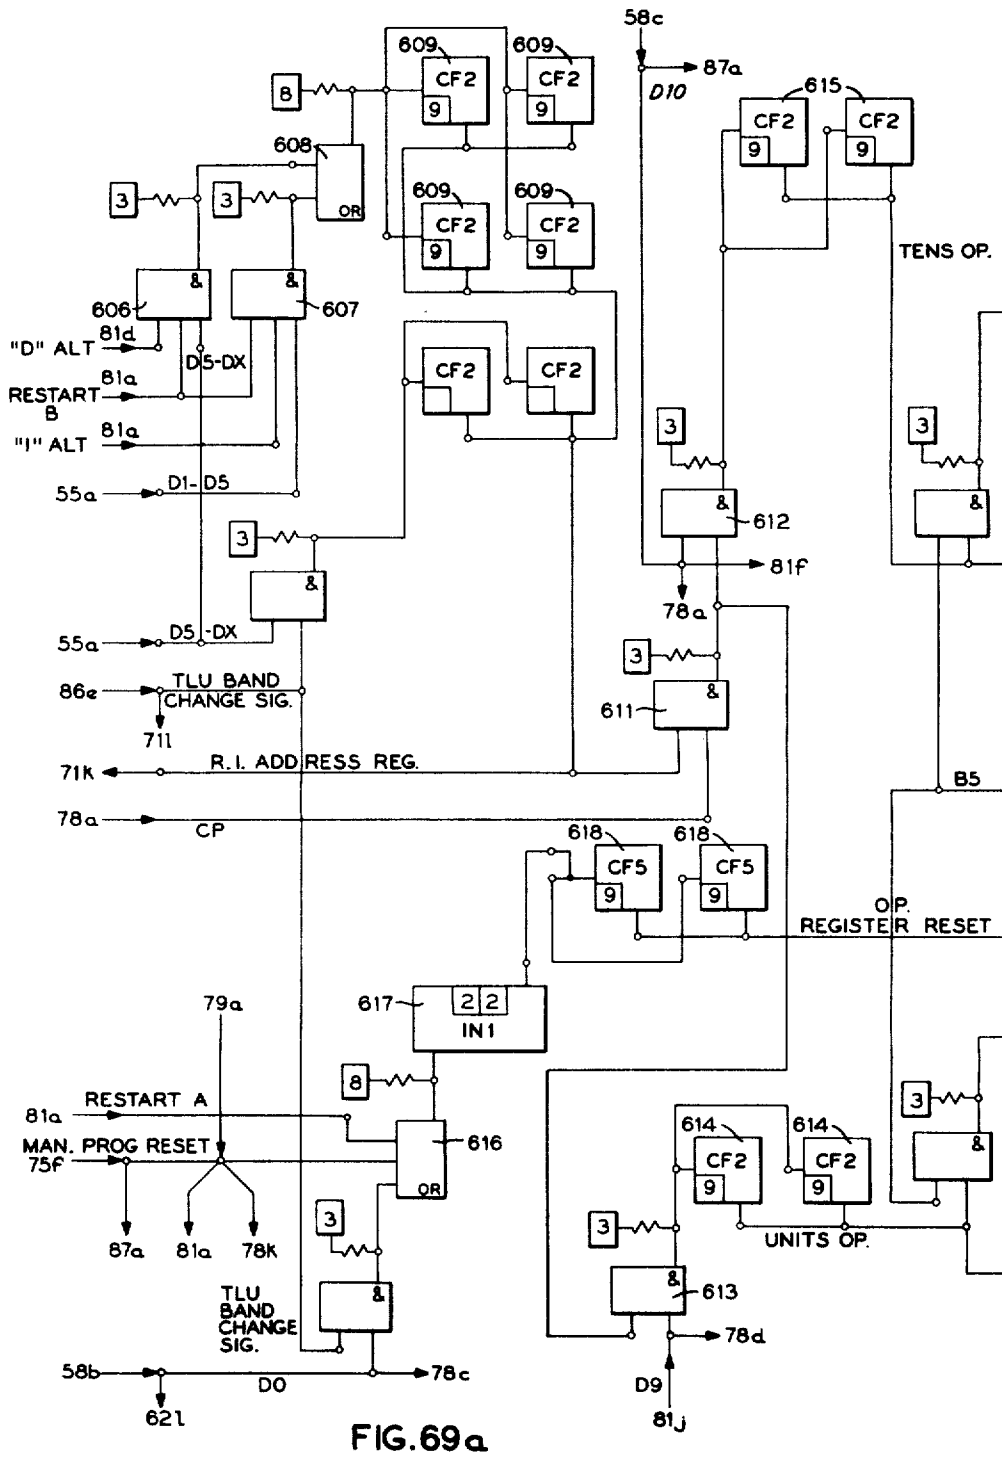 58c
609
609
615
87a
D10
8
CF2
CF2
9
9
CF2
CF2
9
9
608
3
3
OR
609
609
CF2
CF2
9
9
TENS OP.
&
&
606
607
81d
"D" ALT
D5-DX
81a
RESTART
B
81a
"I" ALT
CF2
CF2
3
3
55a
D1-D5
&
612
&
3
81f
&
78a
55a
D5-DX
3
86e
TLU BAND
CHANGE SIG.
&
611
71l
71k
R.I. ADDRESS REG.
B5
78a
CP
618
618
CF5
CF5
9
9
OP.
REGISTER RESET
617
2 2
IN1
79a
8
3
81a
RESTART A
616
MAN. PROG RESET
75f
OR
614
614
CF2
CF2
9
9
&
3
3
87a
81a
78k
UNITS OP.
&
&
613
TLU
BAND
CHANGE
SIG.
78d
58b
D0
78c
D9
62l
81j
FIG.69a